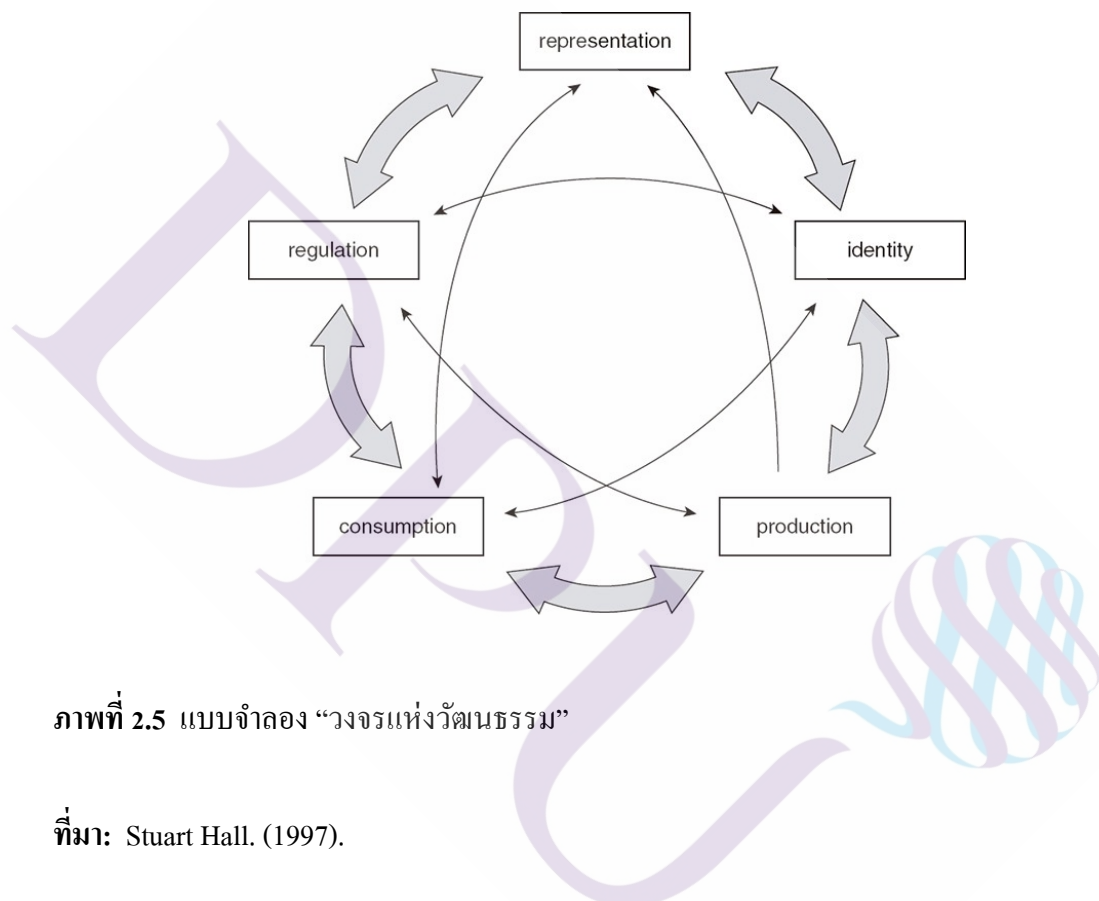 representation
regulation
identity
consumption
production
DPU
ภาพที่ 2.5 แบบจำลอง “วงจรแห่งวัฒนธรรม”
ที่มา: Stuart Hall. (1997).